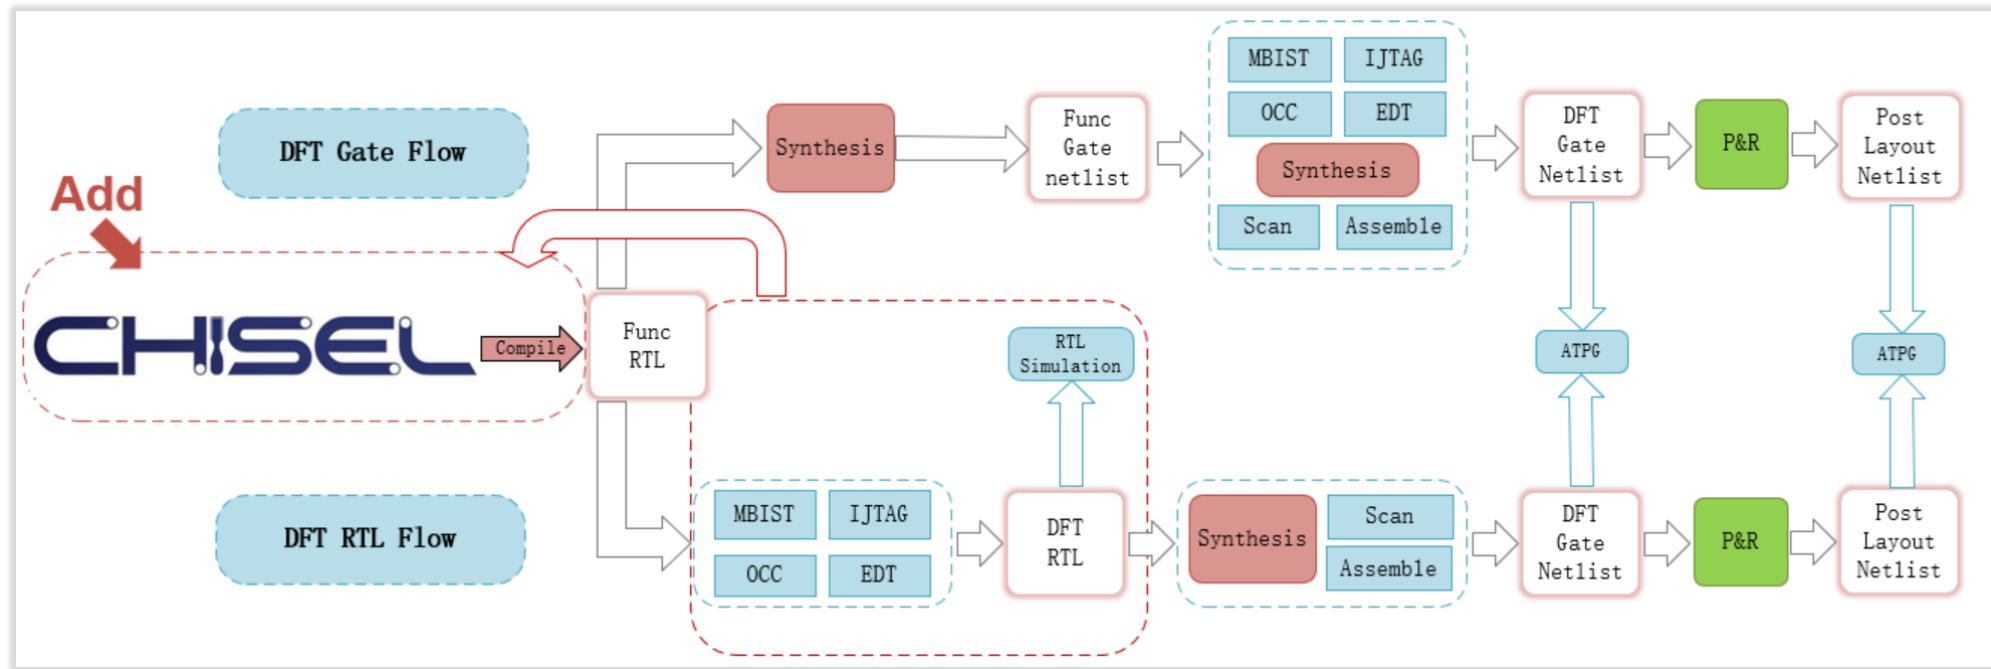 MBIST
IJTAG
OCC
EDT
Synthesis
Scan
Assemble
DFT Gate Flow
Synthesis
Func
Gate
netlist
DFT
Gate
Netlist
P&R
Post
Layout
Netlist
Add
CHISEL
Compile
Func
RTL
RTL
Simulation
ATPG
ATPG
DFT RTL Flow
MBIST
IJTAG
OCC
EDT
DFT
RTL
Synthesis
Scan
Assemble
DFT
Gate
Netlist
P&R
Post
Layout
Netlist